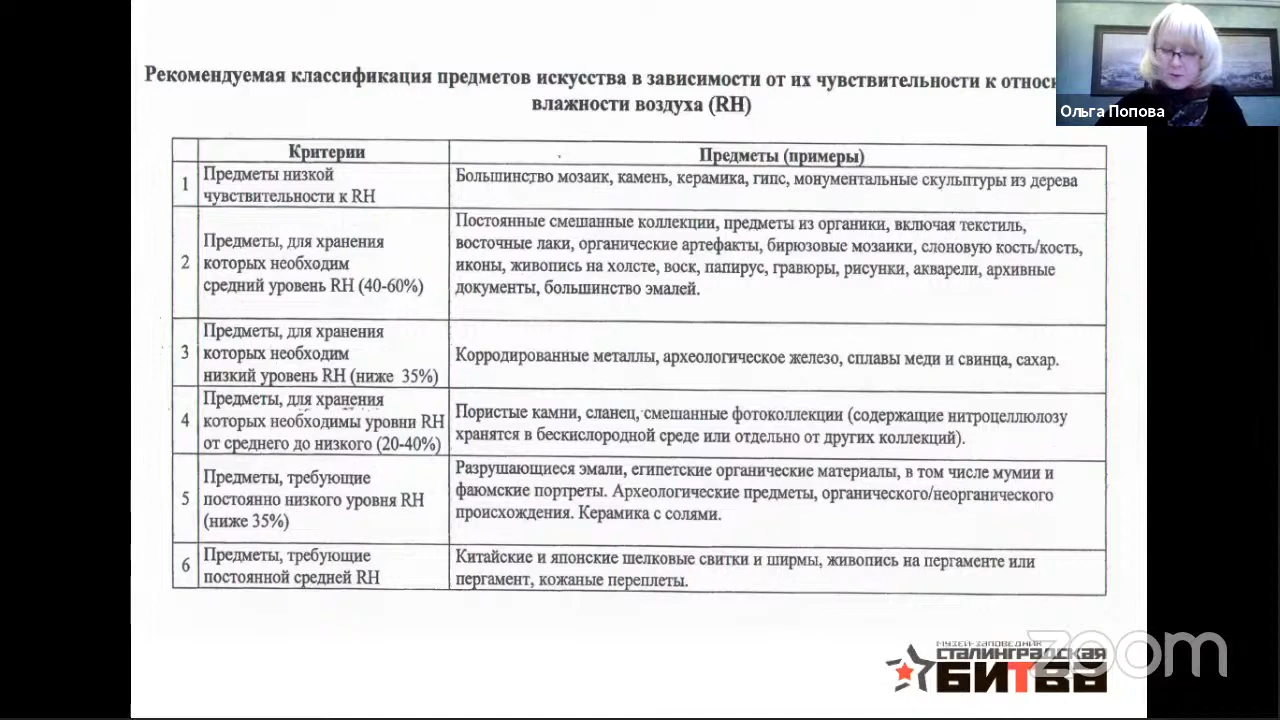 Рекомендуемая классификация предметов искусства в зависимости от их чувствительности к
влажности воздуха (RH)
Ольга Попова
Критерии
Предметы (примеры)
1
Предметы низкой
чувствительности к RH
Большинство мозаик, камень, керамика, гипс, монументальные скульптуры из дерева
2
Предметы, для хранения
которых необходим
средний уровень RH (40-60%)
Постоянные смешанные коллекции, предметы из органики, включая текстиль,
восточные лаки, органические артефакты, бирюзовые мозаики, слоновую кость/кость,
иконы, живопись на холсте, воск, папирус, гравюры, рисунки, акварели, архивные
документы, большинство эмалей.
3
Предметы, для хранения
которых необходим
низкий уровень RH (ниже 35%)
Корродированные металлы, археологическое железо, сплавы меди и свинца, сахар.
4
Предметы, для хранения
которых необходимы уровни RH
от среднего до низкого (20-40%)
Пористые камни, сланец, смешанные фотоколлекции (содержащие нитроцеллюлозу
хранятся в бескислородной среде или отдельно от других коллекций).
5
Предметы, требующие
постоянно низкого уровня RH
(ниже 35%)
Разрушающиеся эмали, египетские органические материалы, в том числе мумии и
фаюмские портреты. Археологические предметы, органического/неорганического
происхождения. Керамика с солями.
6
Предметы, требующие
постоянной средней RH
Китайские и японские шелковые свитки и ширмы, живопись на пергаменте или
пергамент, кожаные переплеты.
МУЗЕЙ-ЗАПОВЕДНИК
СТАЛИНГРАДСКАЯ
БИТВА
zoom